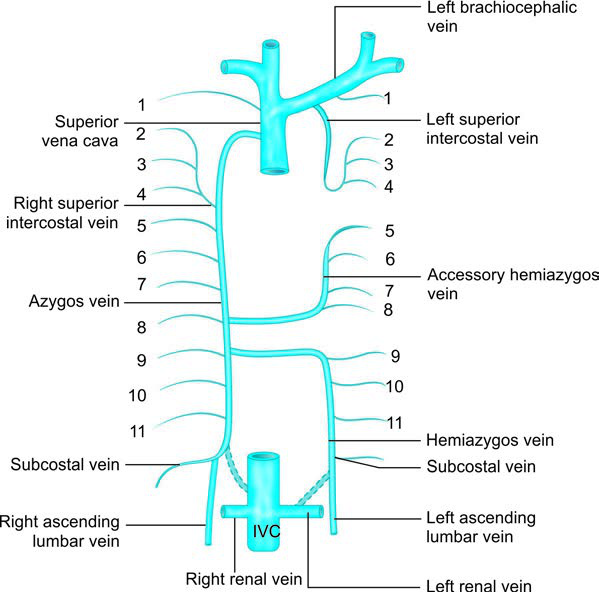 Left brachiocephalic
vein
1
1
Superior
vena cava
Left superior
intercostal vein
2
3
4
2
3
4
Right superior
intercostal vein
5
6
7
8
9
10
11
5
6
7
8
Accessory hemiazygos
vein
Azygos vein
9
10
11
Hemiazygos vein
Subcostal vein
Subcostal vein
Right ascending
lumbar vein
IVC
Left ascending
lumbar vein
Right renal vein
Left renal vein